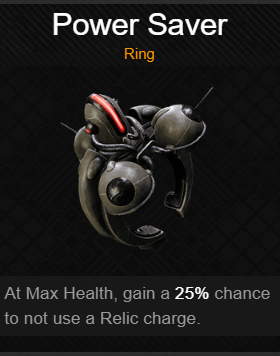 Power Saver
Ring
At Max Health, gain a 25% chance
to not use a Relic charge.